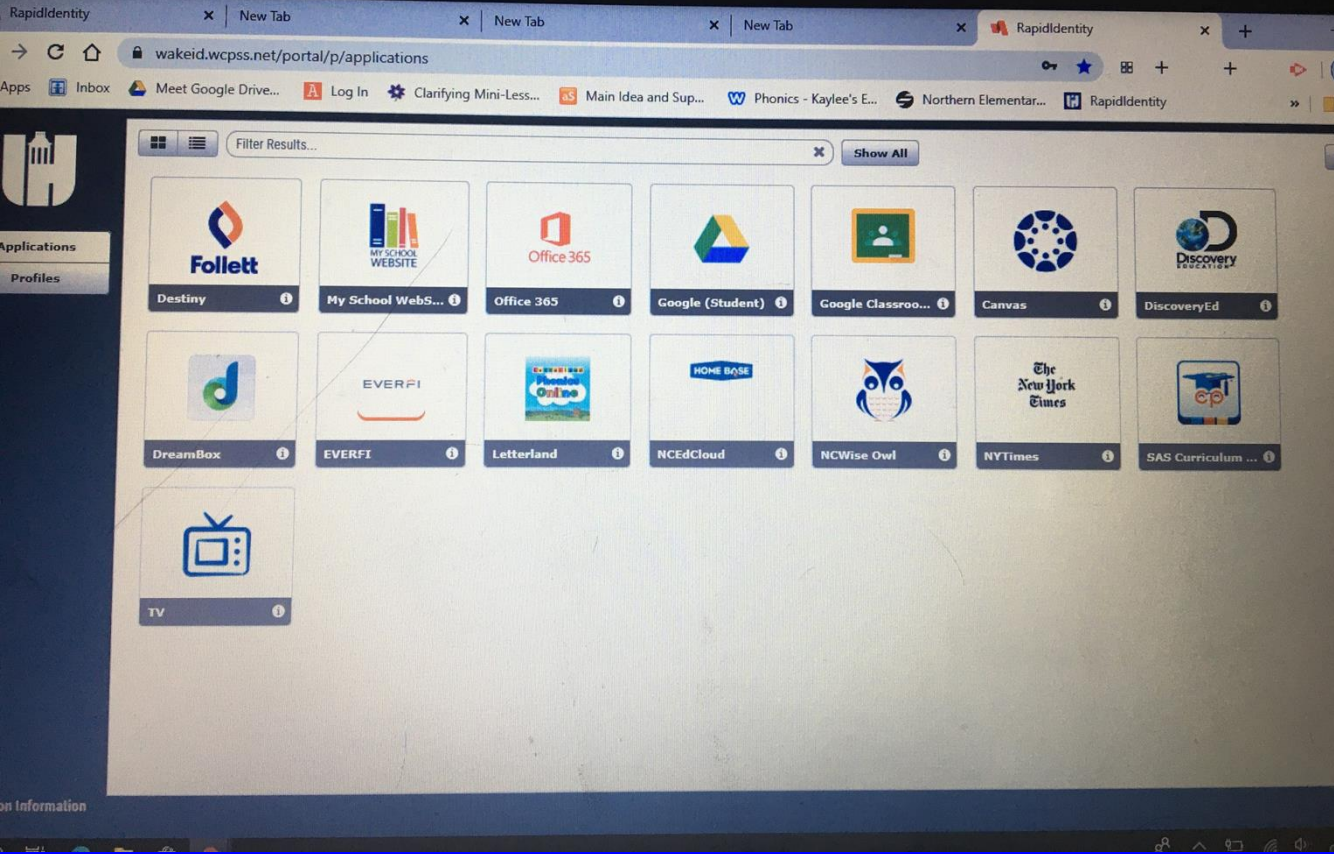 RapidIdentity
New Tab
New Tab
New Tab
RapidIdentity
wakeid.wcpss.net/portal/p/applications
Apps
Inbox
Meet Google Drive...
Log In
Clarifying Mini-Less...
Main Idea and Sup...
Phonics - Kaylee's E...
Northern Elementar...
RapidIdentity
»
Filter Results...
Show All
Applications
Profiles
Follett
Destiny
MY SCHOOL
WEBSITE
My School WebS...
Office 365
Office 365
Google (Student)
Google Classroo...
Canvas
Discovery
EDUCATION
DiscoveryEd
DreamBox
EVERFI
EVERFI
Phonics
Online
Letterland
HOME BASE
NCEdCloud
NCWise Owl
The
New York
Times
NYTimes
cp
SAS Curriculum ...
TV
on Information